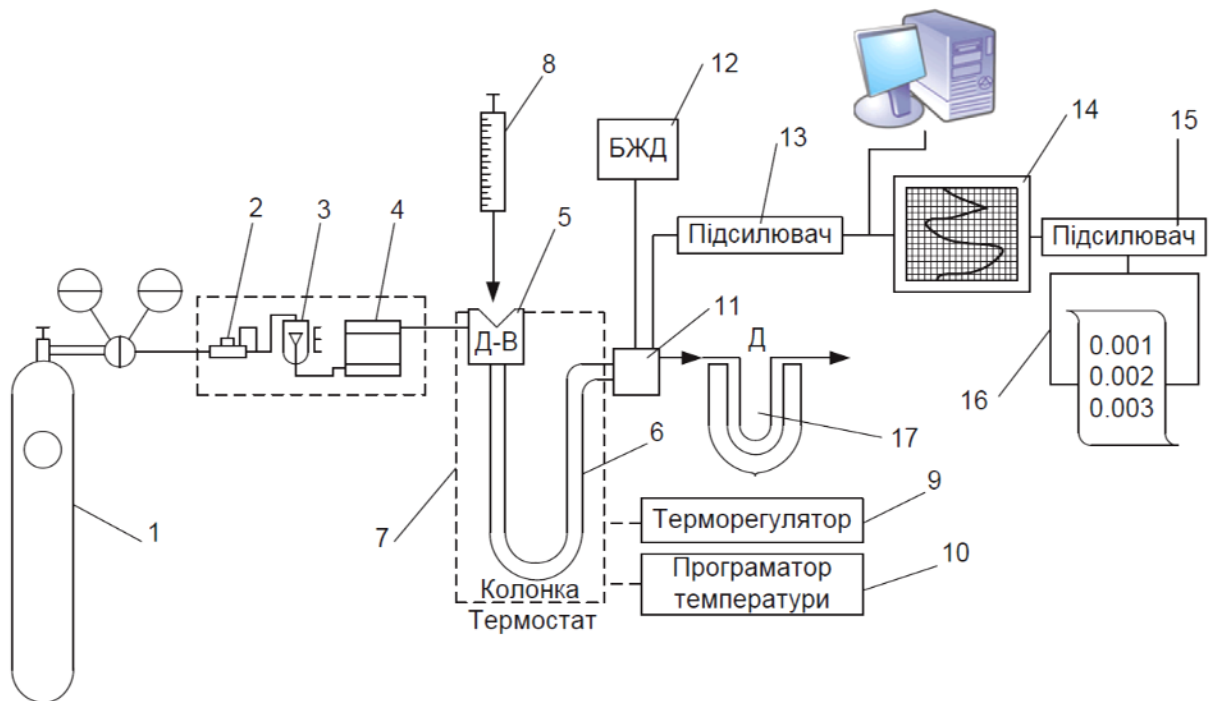 8
12
БЖД
13
14
15
Підсилювач
Підсилювач
2
3
4
5
Д-В
11
Д
0.001
0.002
0.003
16
6
17
1
7
9
Терморегулятор
10
Програматор
температури
Колонка
Термостат